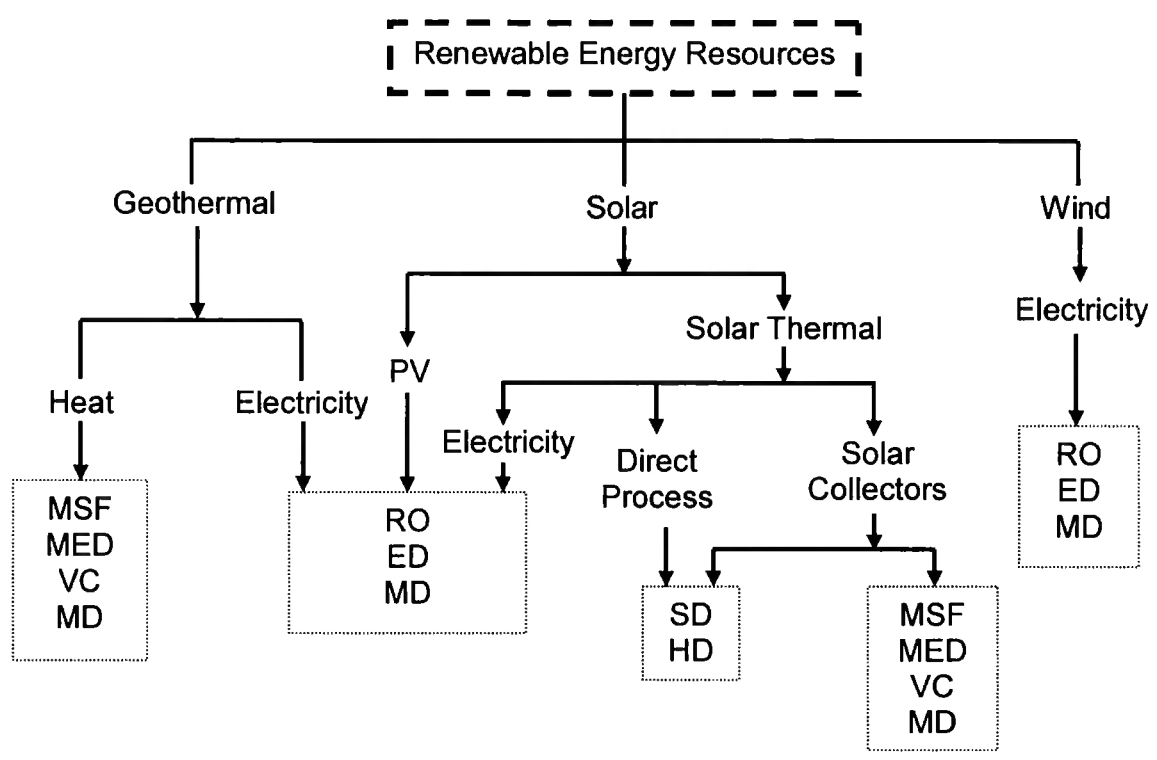 Renewable Energy Resources
Geothermal
Solar
Wind
Electricity
Solar Thermal
PV
Heat
Electricity
Electricity
Direct
Process
Solar
Collectors
RO
ED
MD
MSF
MED
VC
MD
RO
ED
MD
SD
HD
MSF
MED
VC
MD